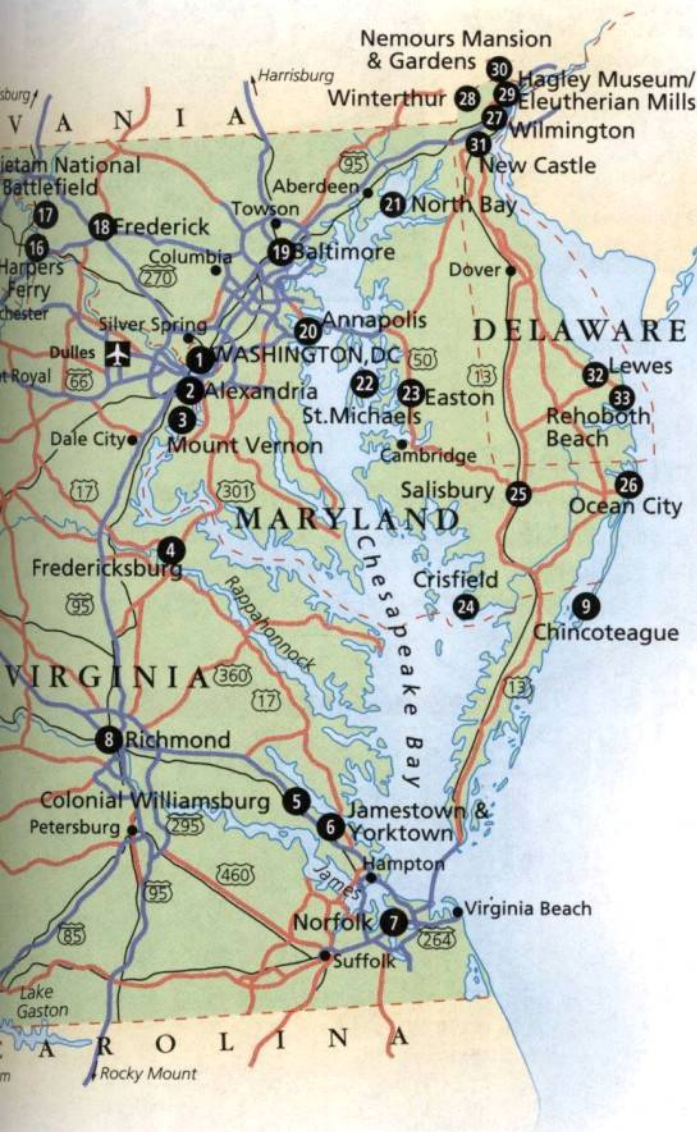 Nemours Mansion
& Gardens
30
Hagley Museum/
Eleutherian Mills
29
Winterthur
28
27
Wilmington
31
New Castle
Harrisburg
sburg
V A N I A
ietam National
Battlefield
17
95
Aberdeen
Towson
21
North Bay
18
Frederick
16
Harpers
Ferry
270
Columbia
19
Baltimore
Dover
chester
Silver Spring
20
Annapolis
DELAWARE
Dulles
1
WASHINGTON, DC
50
13
32
Lewes
nt Royal
66
2
Alexandria
22
St. Michaels
23
Easton
33
Rehoboth
Beach
3
Mount Vernon
Dale City
Cambridge
17
301
Salisbury
25
26
Ocean City
MARYLAND
4
Fredericksburg
Chesapeake Bay
Crisfield
24
9
Chincoteague
95
Rappahonnock
VIRGINIA
360
17
13
8
Richmond
Colonial Williamsburg
5
6
Jamestown &
Yorktown
Petersburg
295
Hampton
James
95
460
Norfolk
7
Virginia Beach
264
85
Suffolk
Lake
Gaston
C A R O L I N A
m
Rocky Mount